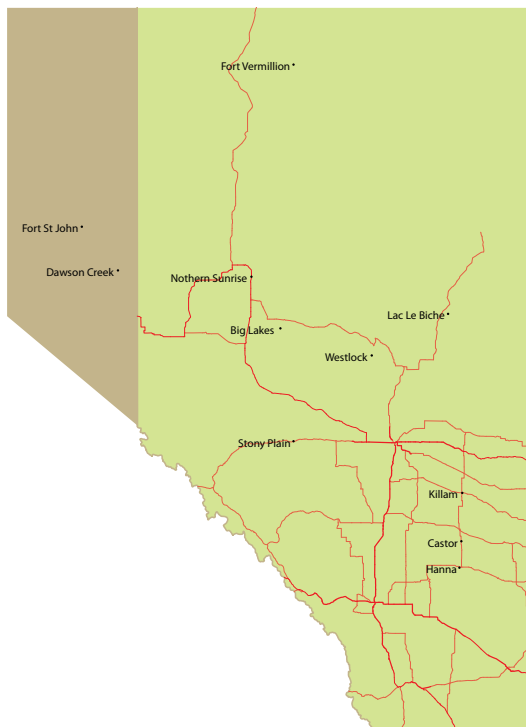 Fort Vermillion
Fort St John
Dawson Creek
Nothern Sunrise
Lac Le Biche
Big Lakes
Westlock
Stony Plain
Killam
Castor
Hanna